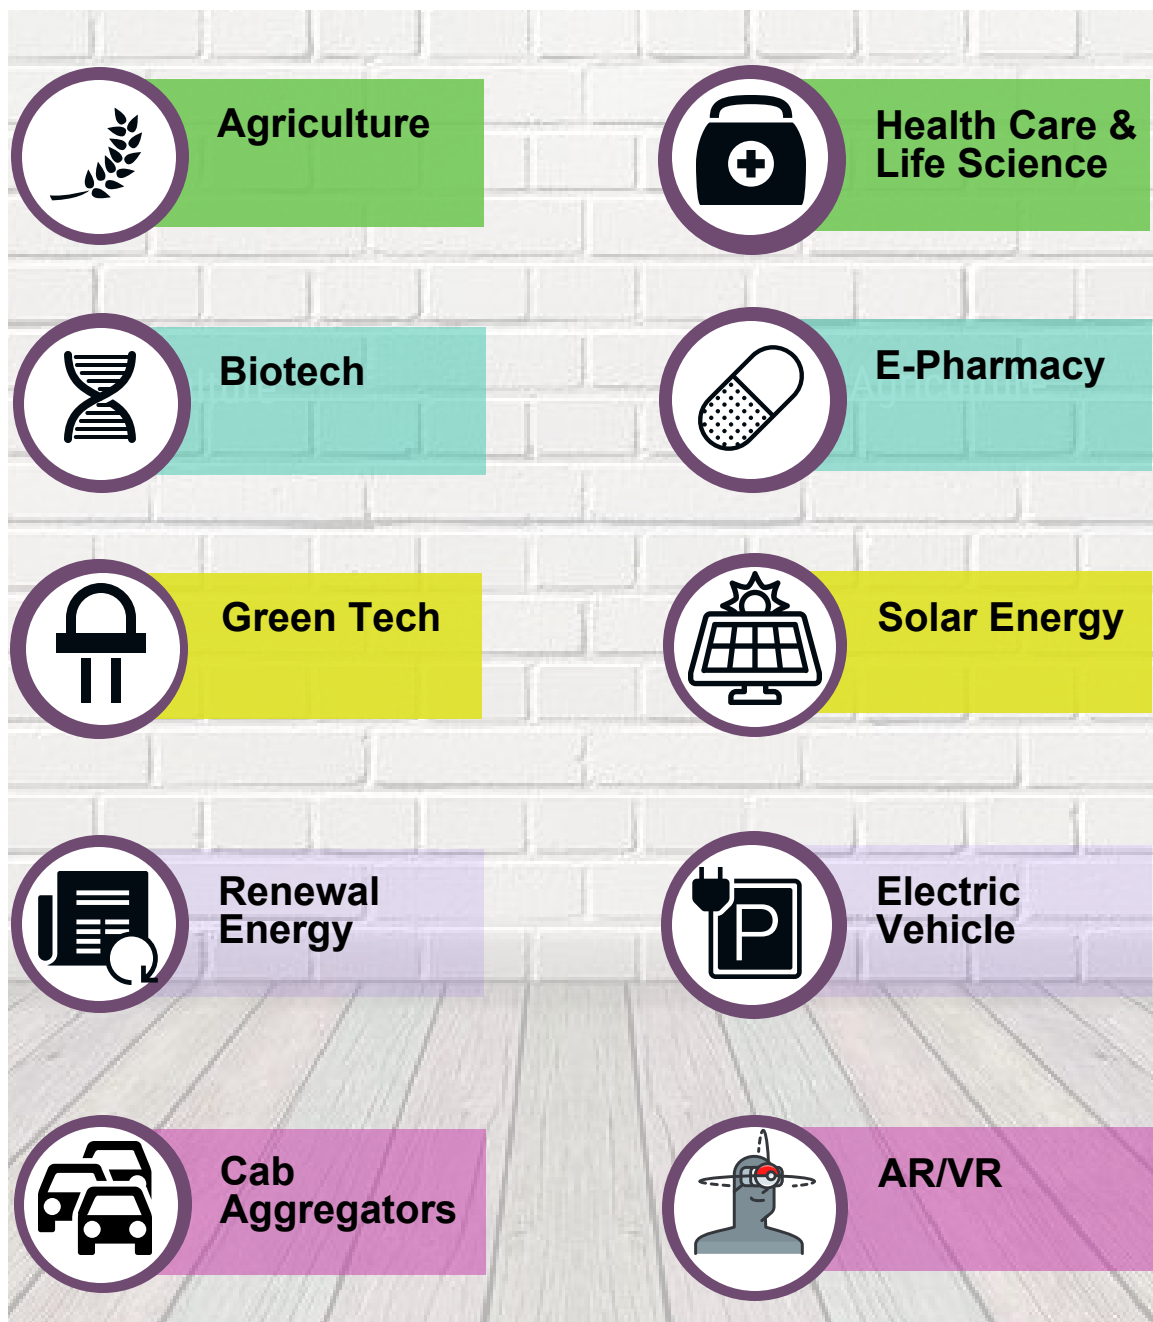 Agriculture
Health Care &
Life Science
Biotech
E-Pharmacy
Green Tech
Solar Energy
Renewal
Energy
Electric
Vehicle
P
Cab
Aggregators
AR/VR